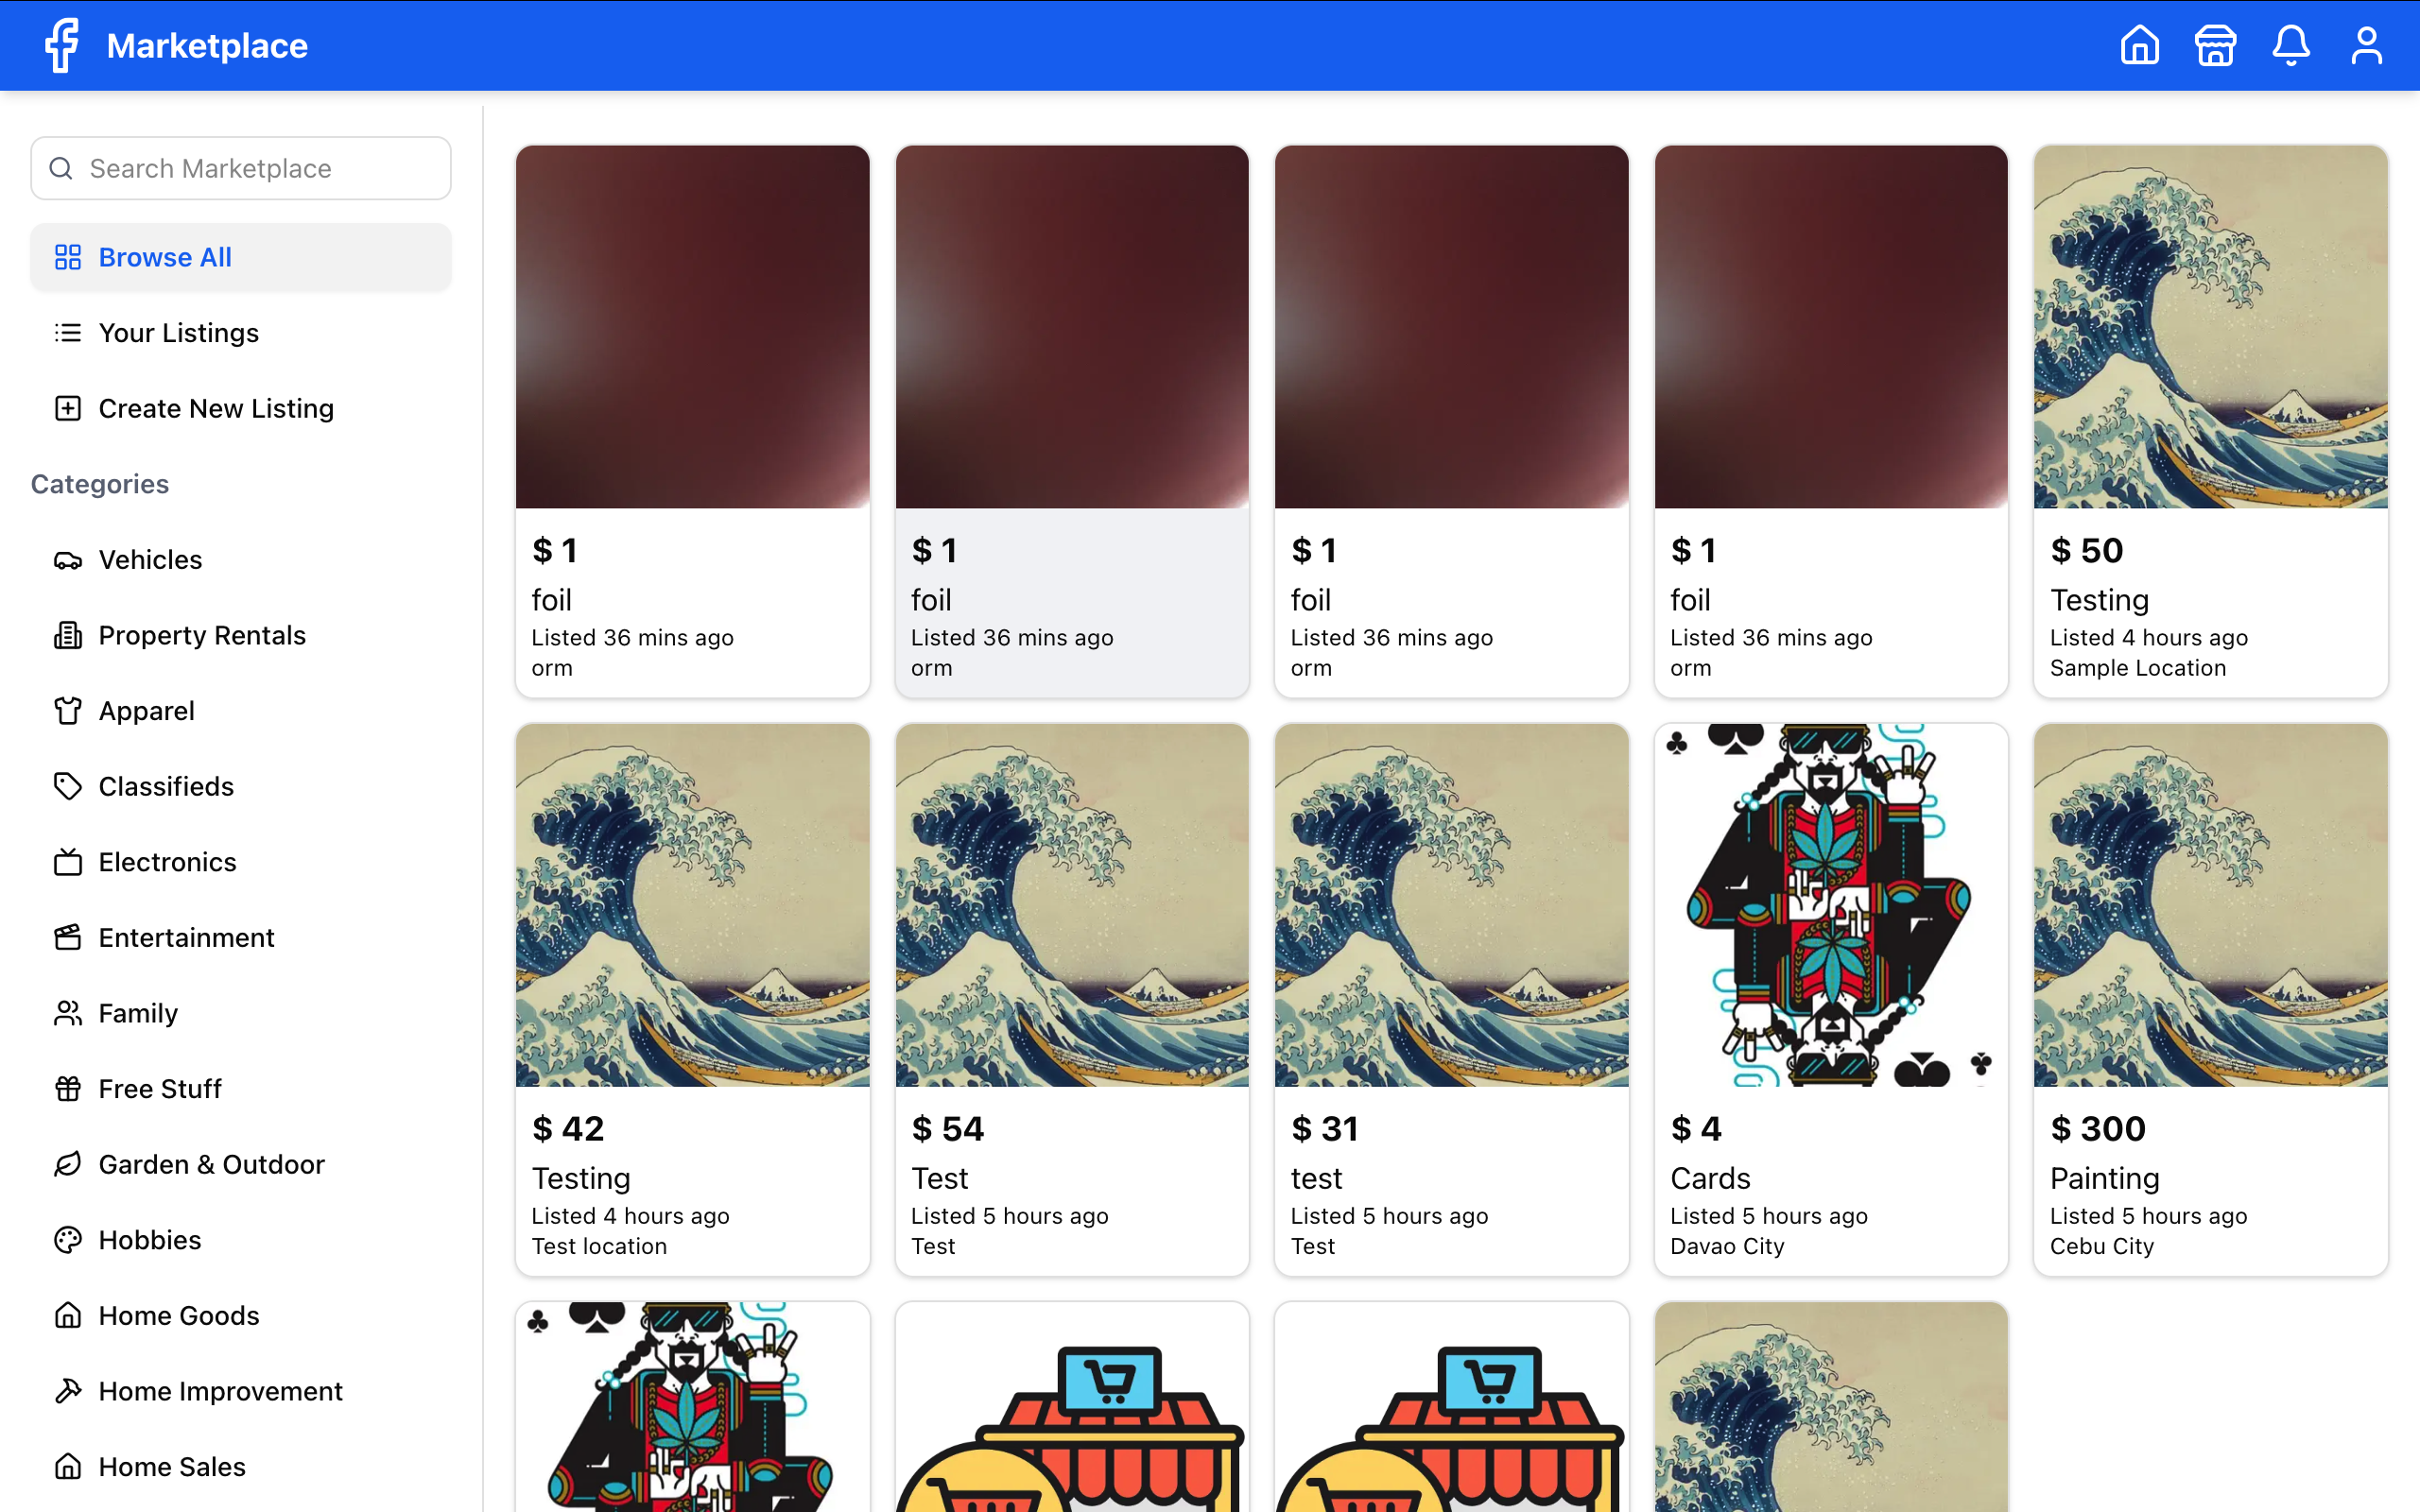 Marketplace
Search Marketplace
Browse All
Your Listings
Create New Listing
Categories
Vehicles
Property Rentals
Apparel
Classifieds
Electronics
Entertainment
Family
Free Stuff
Garden & Outdoor
Hobbies
Home Goods
Home Improvement
Home Sales
$ 1
foil
Listed 36 mins ago
orm
$ 1
foil
Listed 36 mins ago
orm
$ 1
foil
Listed 36 mins ago
orm
$ 1
foil
Listed 36 mins ago
orm
$ 50
Testing
Listed 4 hours ago
Sample Location
$ 42
Testing
Listed 4 hours ago
Test location
$ 54
Test
Listed 5 hours ago
Test
$ 31
test
Listed 5 hours ago
Test
$ 4
Cards
Listed 5 hours ago
Davao City
$ 300
Painting
Listed 5 hours ago
Cebu City